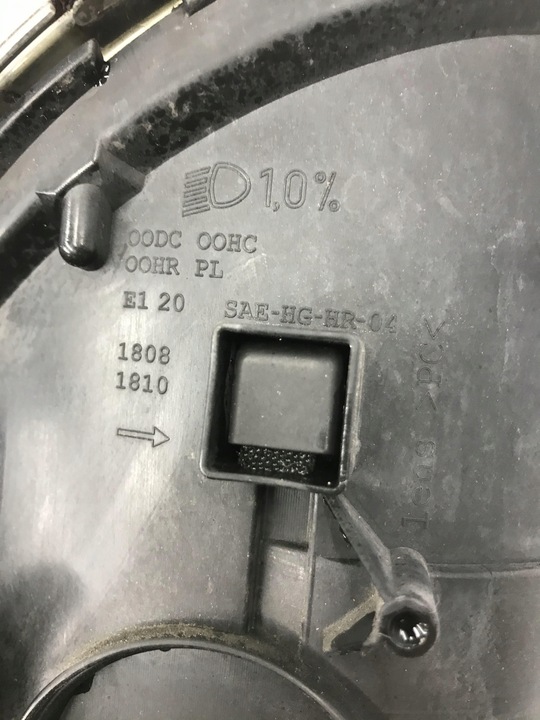 1,0%
OODC OOHC
OOHR PL
E1 20
SAE-HG-HR-04
1808
1810